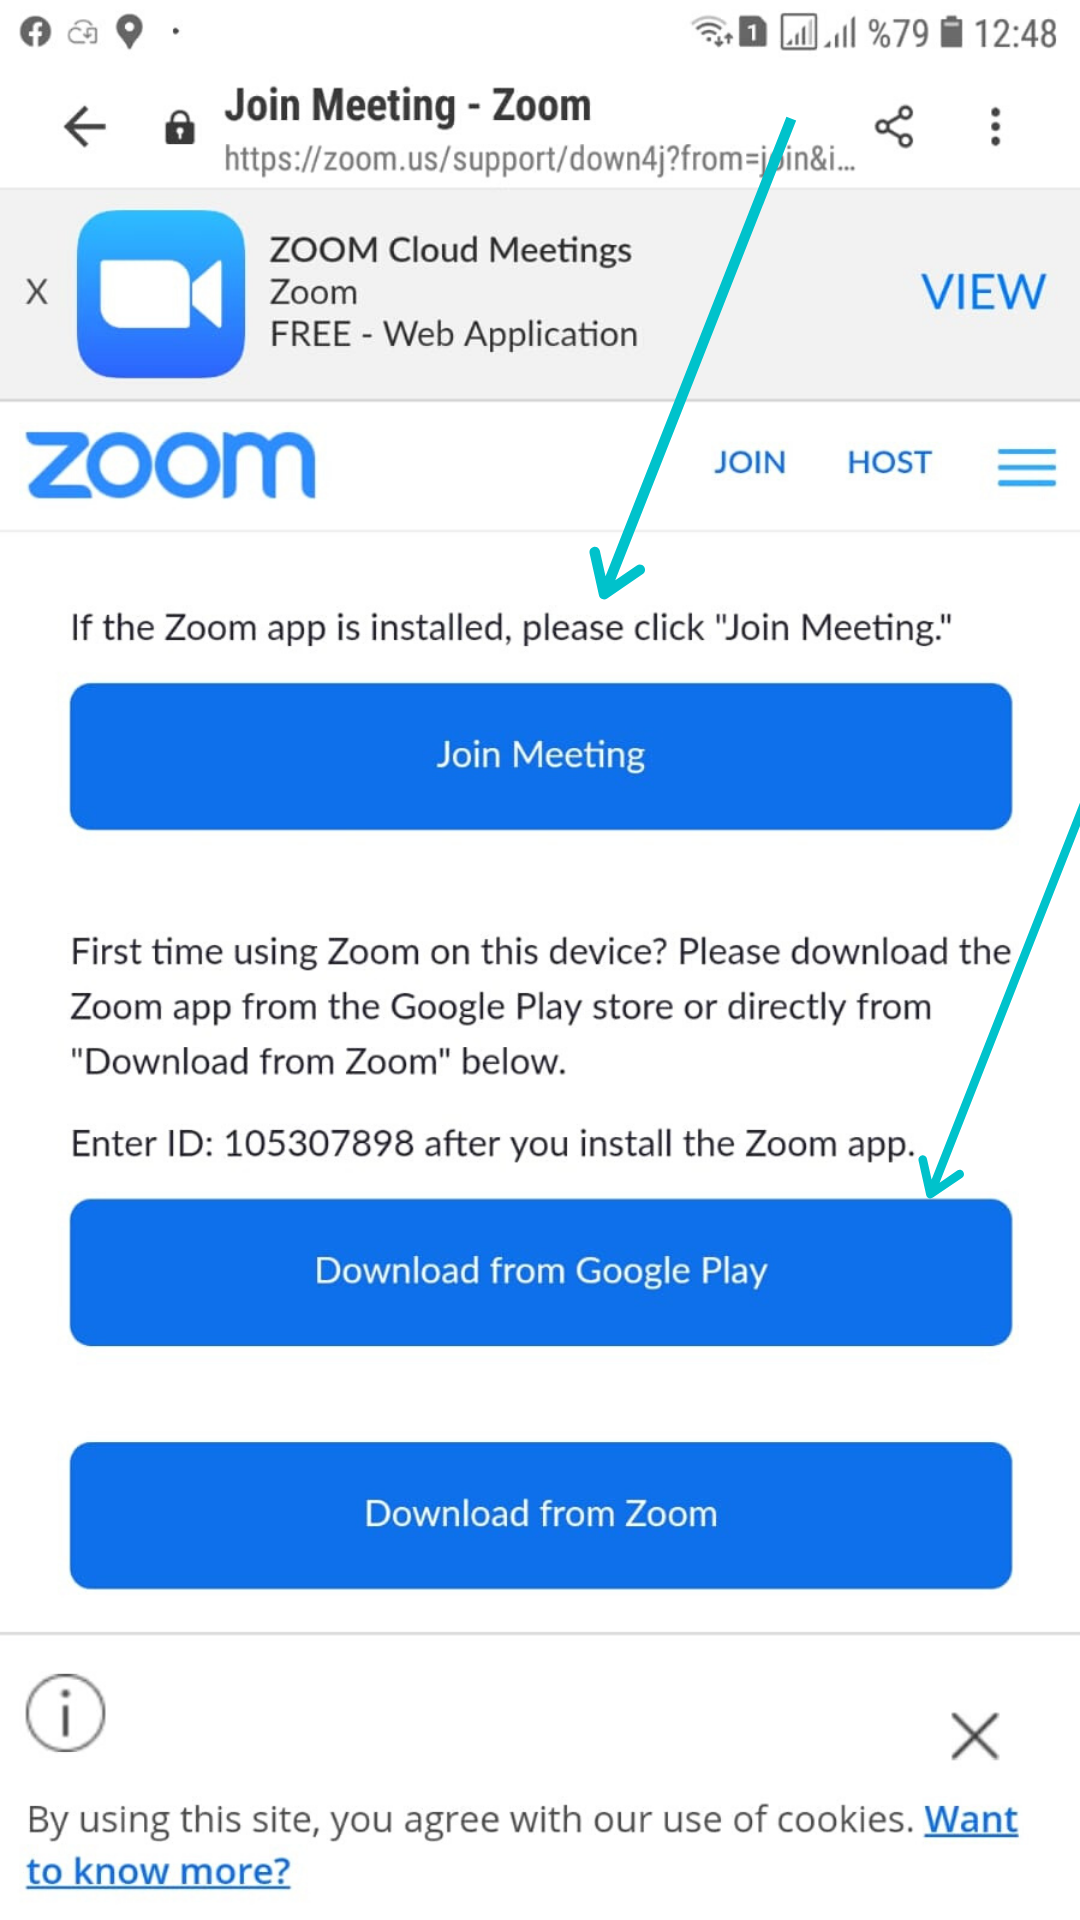 1 %79 12:48
Join Meeting - Zoom
https://zoom.us/support/down4j?from=join&i...
X
ZOOM Cloud Meetings
Zoom
FREE - Web Application
VIEW
zoom
JOIN HOST
If the Zoom app is installed, please click "Join Meeting."
Join Meeting
First time using Zoom on this device? Please download the
Zoom app from the Google Play store or directly from
"Download from Zoom" below.
Enter ID: 105307898 after you install the Zoom app.
Download from Google Play
Download from Zoom
By using this site, you agree with our use of cookies. Want
to know more?